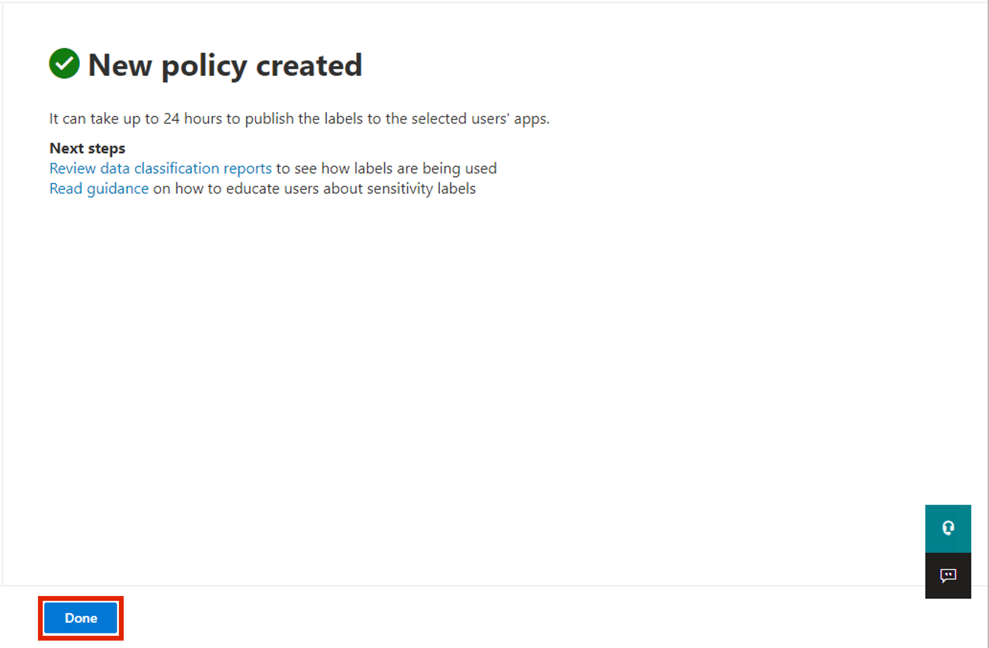 New policy created
It can take up to 24 hours to publish the labels to the selected users' apps.
Next steps
Review data classification reports to see how labels are being used
Read guidance on how to educate users about sensitivity labels
Done